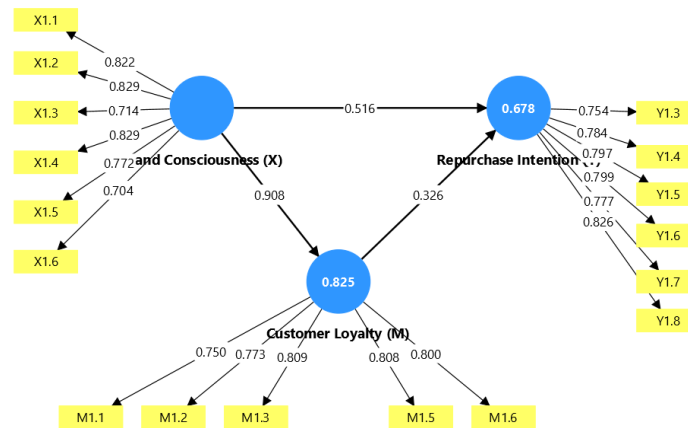 X1.1
X1.2
X1.3
X1.4
X1.5
X1.6
0.822
0.829
0.714
0.829
0.772
0.704
and Consciousness (X)
0.516
0.908
0.326
0.678
Repurchase Intention
0.754
0.784
0.797
0.799
0.777
0.826
Y1.3
Y1.4
Y1.5
Y1.6
Y1.7
Y1.8
0.825
Customer Loyalty (M)
0.750
0.773
0.809
0.808
0.800
M1.1
M1.2
M1.3
M1.5
M1.6